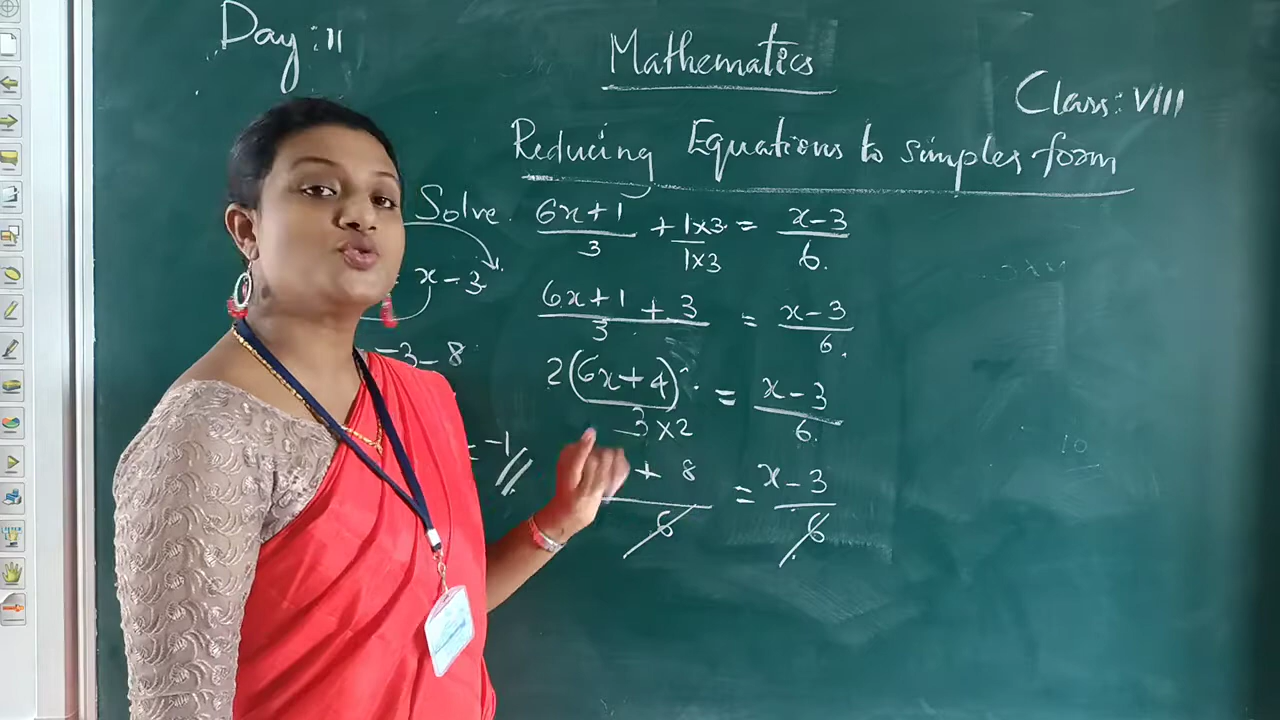 Day: 11
Mathematics
Class: VIII
Reducing Equations to simpler form
Solve. 6x+1/3 + 1x3/1x3 = x-3/6.
x-3
6x+1+3/3 = x-3/6.
-3-8
2(6x+4)/3x2 = x-3/6.
= -1
+ 8/6 = x-3/6
10